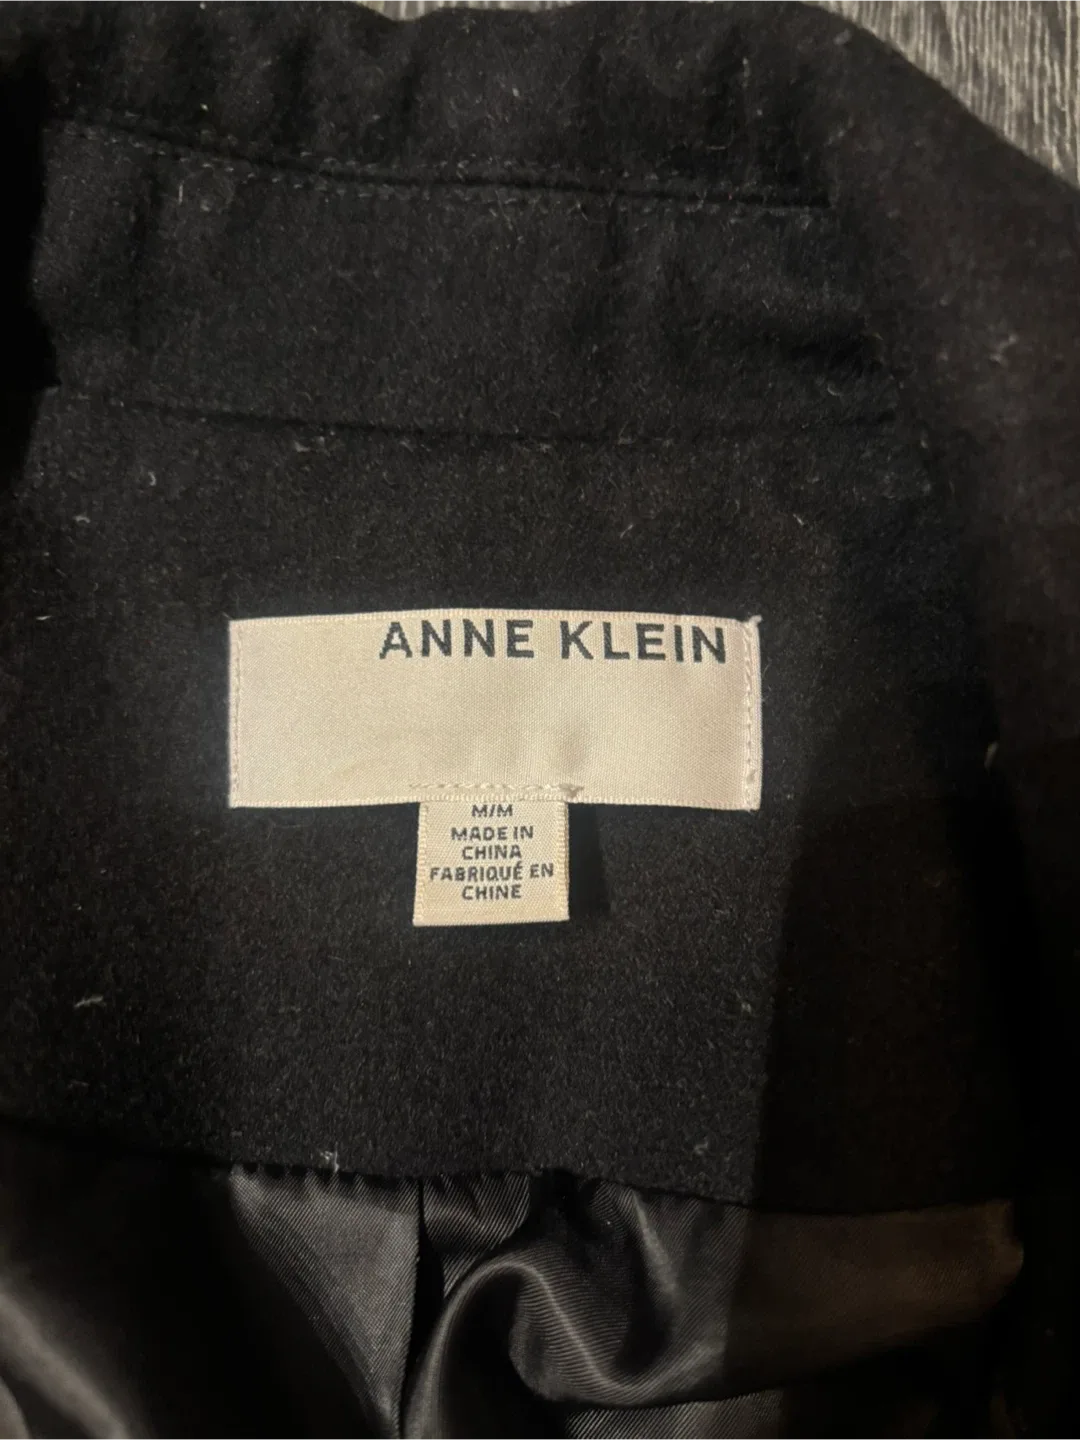 ANNE KLEIN
M/M
MADE IN
CHINA
FABRIQUÉ EN
CHINE